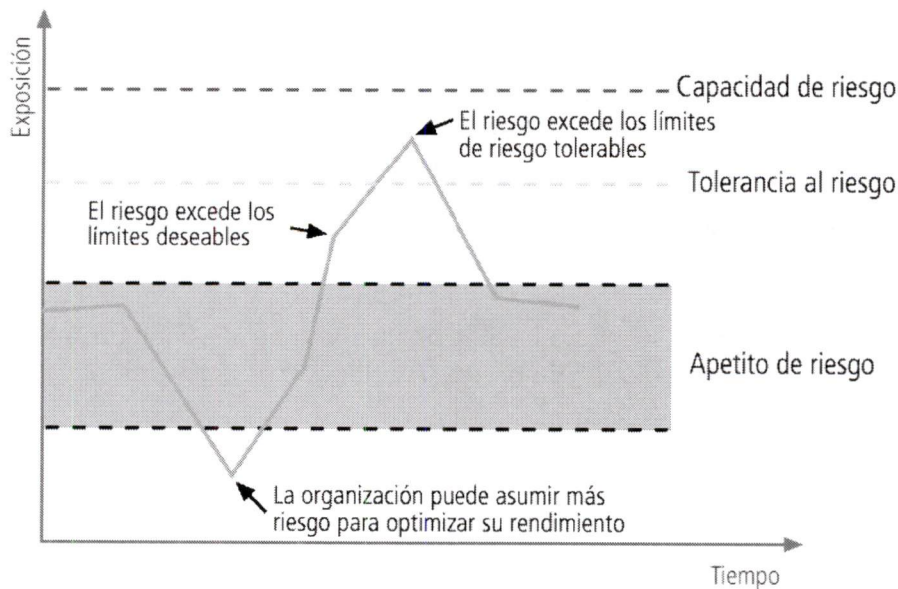 Exposición
Capacidad de riesgo
El riesgo excede los límites
de riesgo tolerables
Tolerancia al riesgo
El riesgo excede los
límites deseables
Apetito de riesgo
La organización puede asumir más
riesgo para optimizar su rendimiento
Tiempo